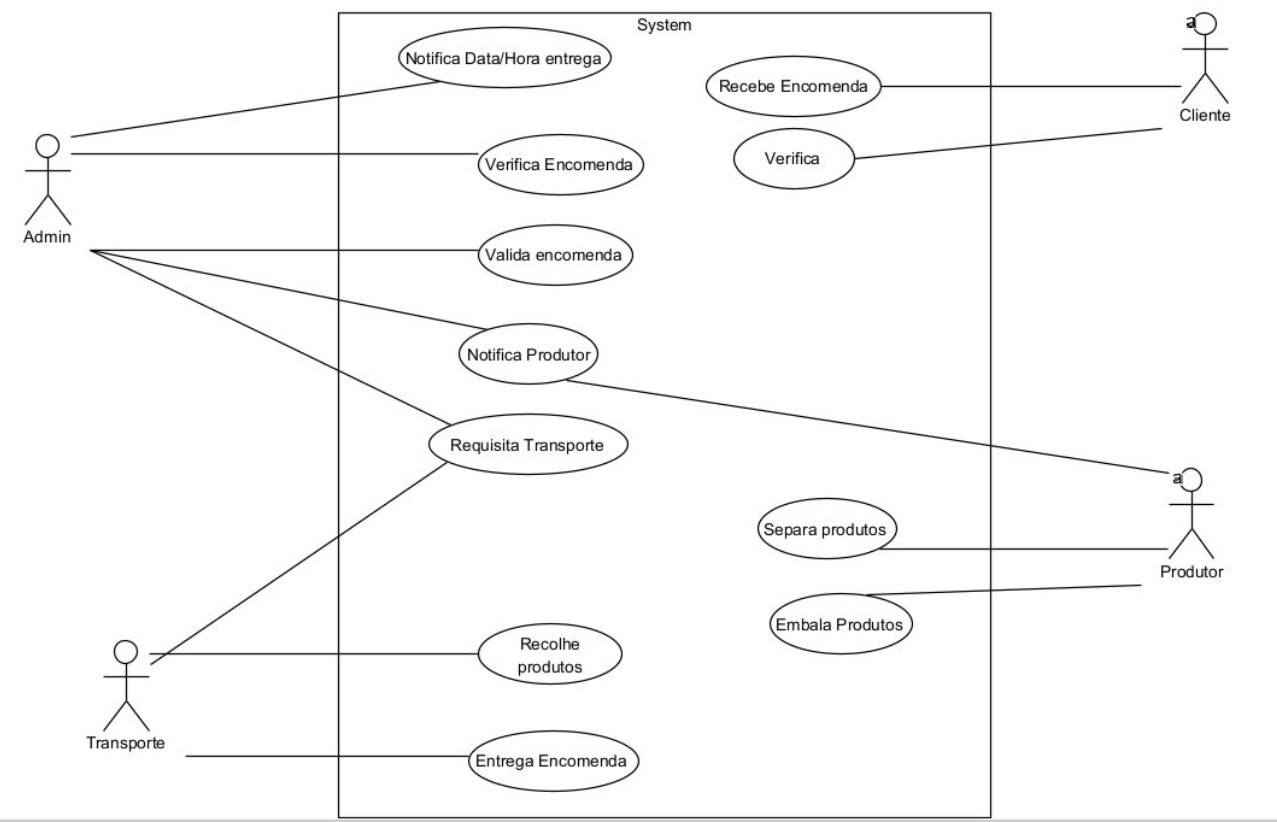 System
a
Notifica Data/Hora entrega
Recebe Encomenda
Cliente
Verifica Encomenda
Verifica
Admin
Valida encomenda
Notifica Produtor
Requisita Transporte
a
Separa produtos
Produtor
Embala Produtos
Recolhe
produtos
Transporte
Entrega Encomenda